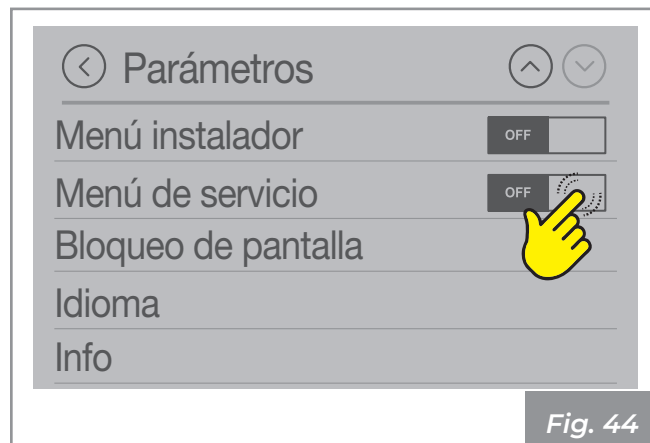 Parámetros
Menú instalador OFF
Menú de servicio OFF
Bloqueo de pantalla
Idioma
Info
Fig. 44